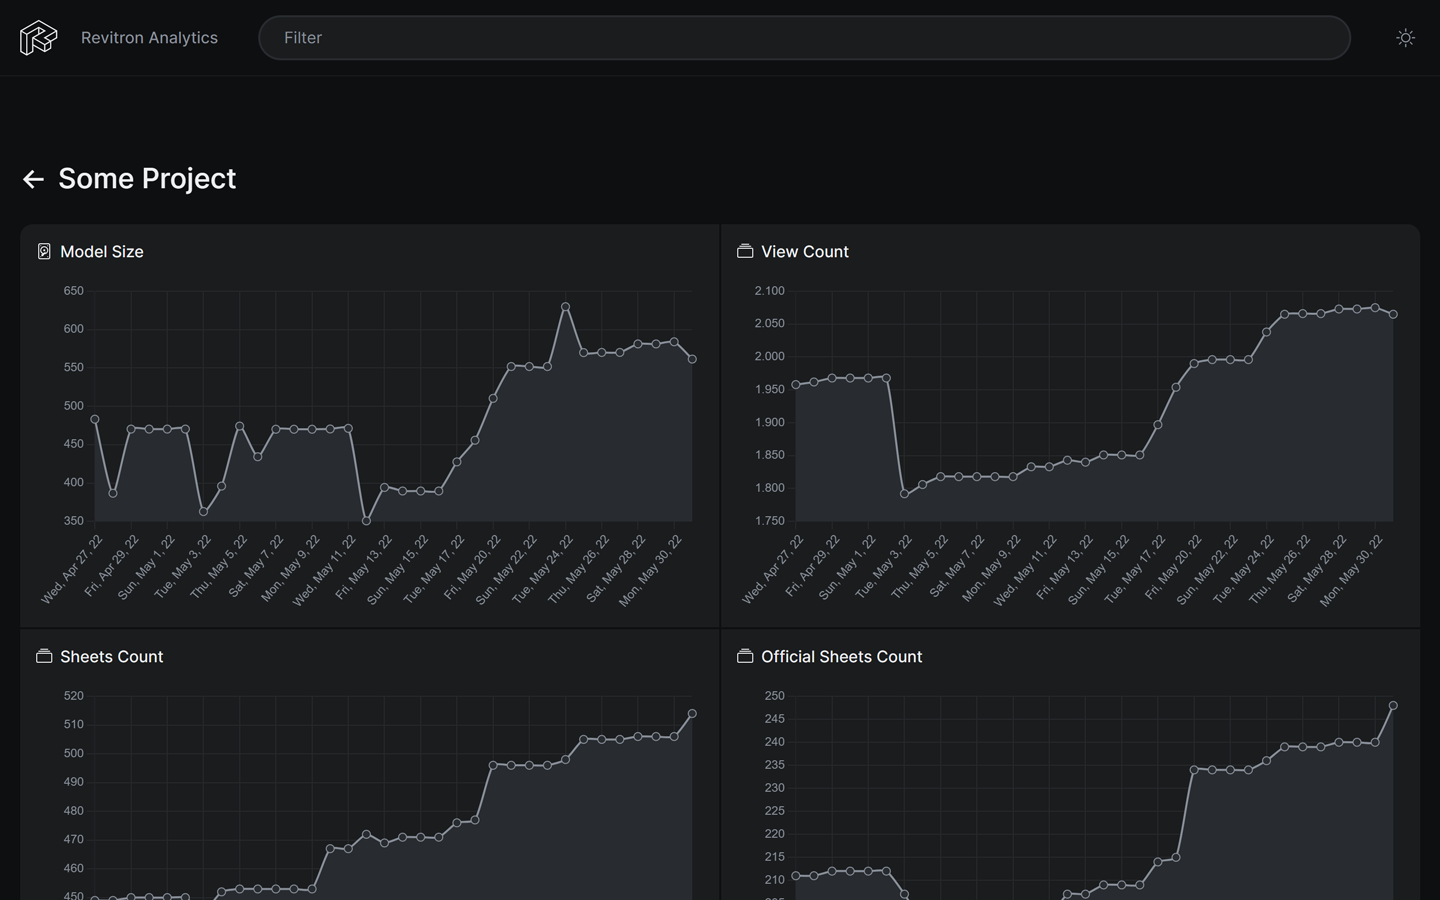 Revitron Analytics
Filter
Some Project
Model Size
650
600
550
500
450
400
350
Wed, Apr 27, 22
Fri, Apr 29, 22
Sun, May 1, 22
Tue, May 3, 22
Thu, May 5, 22
Sat, May 7, 22
Mon, May 9, 22
Wed, May 11, 22
Fri, May 13, 22
Sun, May 15, 22
Tue, May 17, 22
Fri, May 20, 22
Sun, May 22, 22
Tue, May 24, 22
Thu, May 26, 22
Sat, May 28, 22
Mon, May 30, 22
View Count
2.100
2.050
2.000
1.950
1.900
1.850
1.800
1.750
Wed, Apr 27, 22
Fri, Apr 29, 22
Sun, May 1, 22
Tue, May 3, 22
Thu, May 5, 22
Sat, May 7, 22
Mon, May 9, 22
Wed, May 11, 22
Fri, May 13, 22
Sun, May 15, 22
Tue, May 17, 22
Fri, May 20, 22
Sun, May 22, 22
Tue, May 24, 22
Thu, May 26, 22
Sat, May 28, 22
Mon, May 30, 22
Sheets Count
520
510
500
490
480
470
460
450
Official Sheets Count
250
245
240
235
230
225
220
215
210